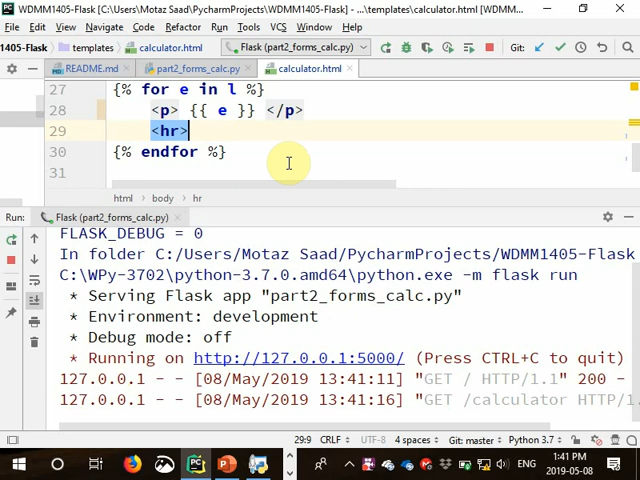 WDMM1405-Flask [C:\Users\Motaz Saad\PycharmProjects\WDMM1405-Flask] - ...\templates\calculator.html [WDMM1405-...
File Edit View Navigate Code Refactor Run Tools VCS Window Help
1405-Flask templates calculator.html Flask (part2_forms_calc.py) Git:
README.md part2_forms_calc.py calculator.html
27 {% for e in l %}
28 <p> {{ e }} </p>
29 <hr>
30 {% endfor %}
31
html body hr
Run: Flask (part2_forms_calc.py)
FLASK_DEBUG = 0
In folder C:/Users/Motaz Saad/PycharmProjects/WDMM1405-Flask
C:\WPy-3702\python-3.7.0.amd64\python.exe -m flask run
* Serving Flask app "part2_forms_calc.py"
* Environment: development
* Debug mode: off
* Running on http://127.0.0.1:5000/ (Press CTRL+C to quit)
127.0.0.1 - - [08/May/2019 13:41:11] "GET / HTTP/1.1" 200 -
127.0.0.1 - - [08/May/2019 13:41:16] "GET /calculator HTTP/1.
29:9 CRLF UTF-8 4 spaces Git: master Python 3.7
ENG 1:41 PM
2019-05-08